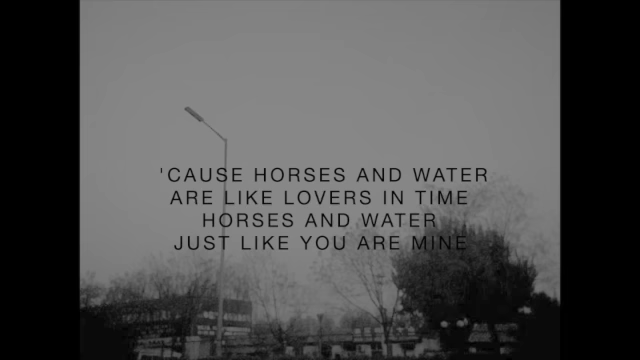 'CAUSE HORSES AND WATER
ARE LIKE LOVERS IN TIME
HORSES AND WATER
JUST LIKE YOU ARE MINE